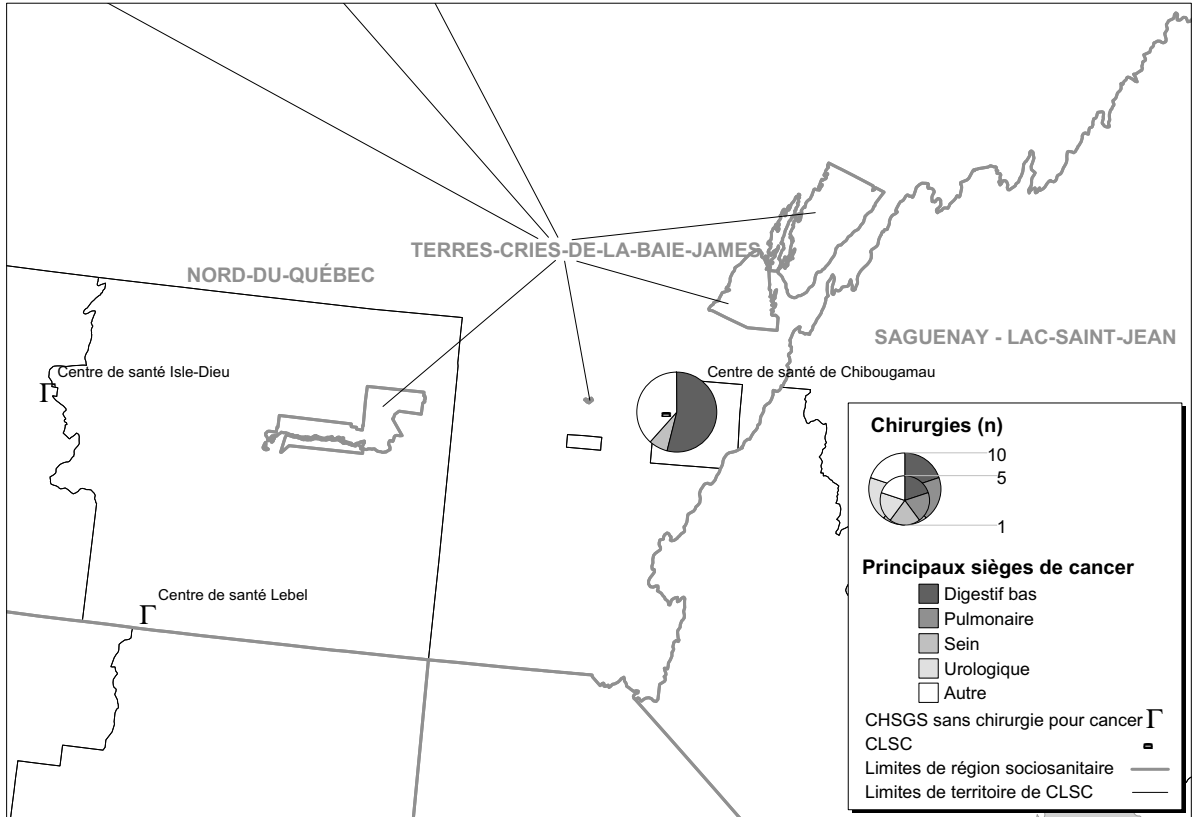 TERRES-CRIES-DE-LA-BAIE-JAMES
NORD-DU-QUÉBEC
SAGUENAY - LAC-SAINT-JEAN
Centre de santé Isle-Dieu
Γ
Centre de santé de Chibougamau
Centre de santé Lebel
Γ
Chirurgies (n)
10
5
1
Principaux sièges de cancer
Digestif bas
Pulmonaire
Sein
Urologique
Autre
CHSGS sans chirurgie pour cancer Γ
CLSC
Limites de région sociosanitaire
Limites de territoire de CLSC